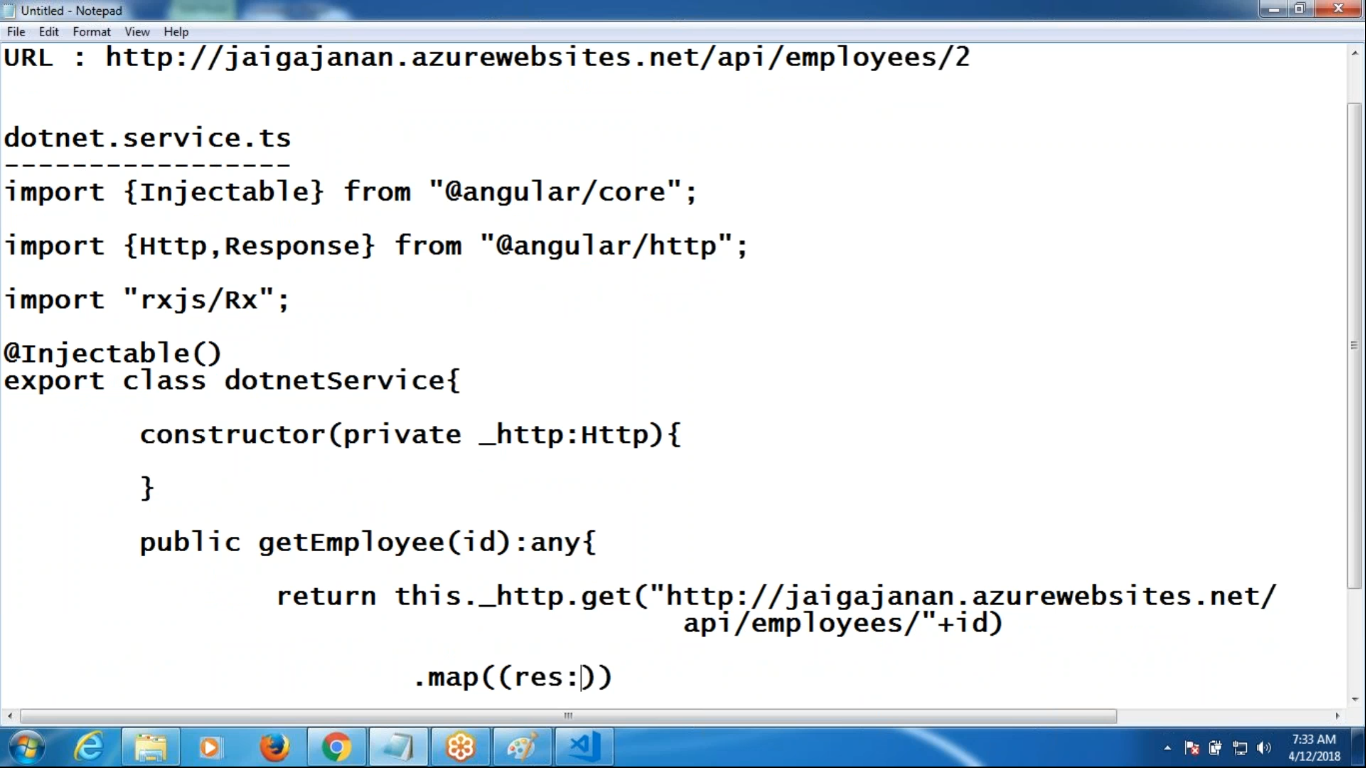 Untitled - Notepad
File Edit Format View Help
URL : http://jaigajanan.azurewebsites.net/api/employees/2
dotnet.service.ts
-----------------
import {Injectable} from "@angular/core";
import {Http,Response} from "@angular/http";
import "rxjs/Rx";
@Injectable()
export class dotnetService{
constructor(private _http:Http){
}
public getEmployee(id):any{
return this._http.get("http://jaigajanan.azurewebsites.net/
api/employees/"+id)
.map((res:))
7:33 AM
4/12/2018